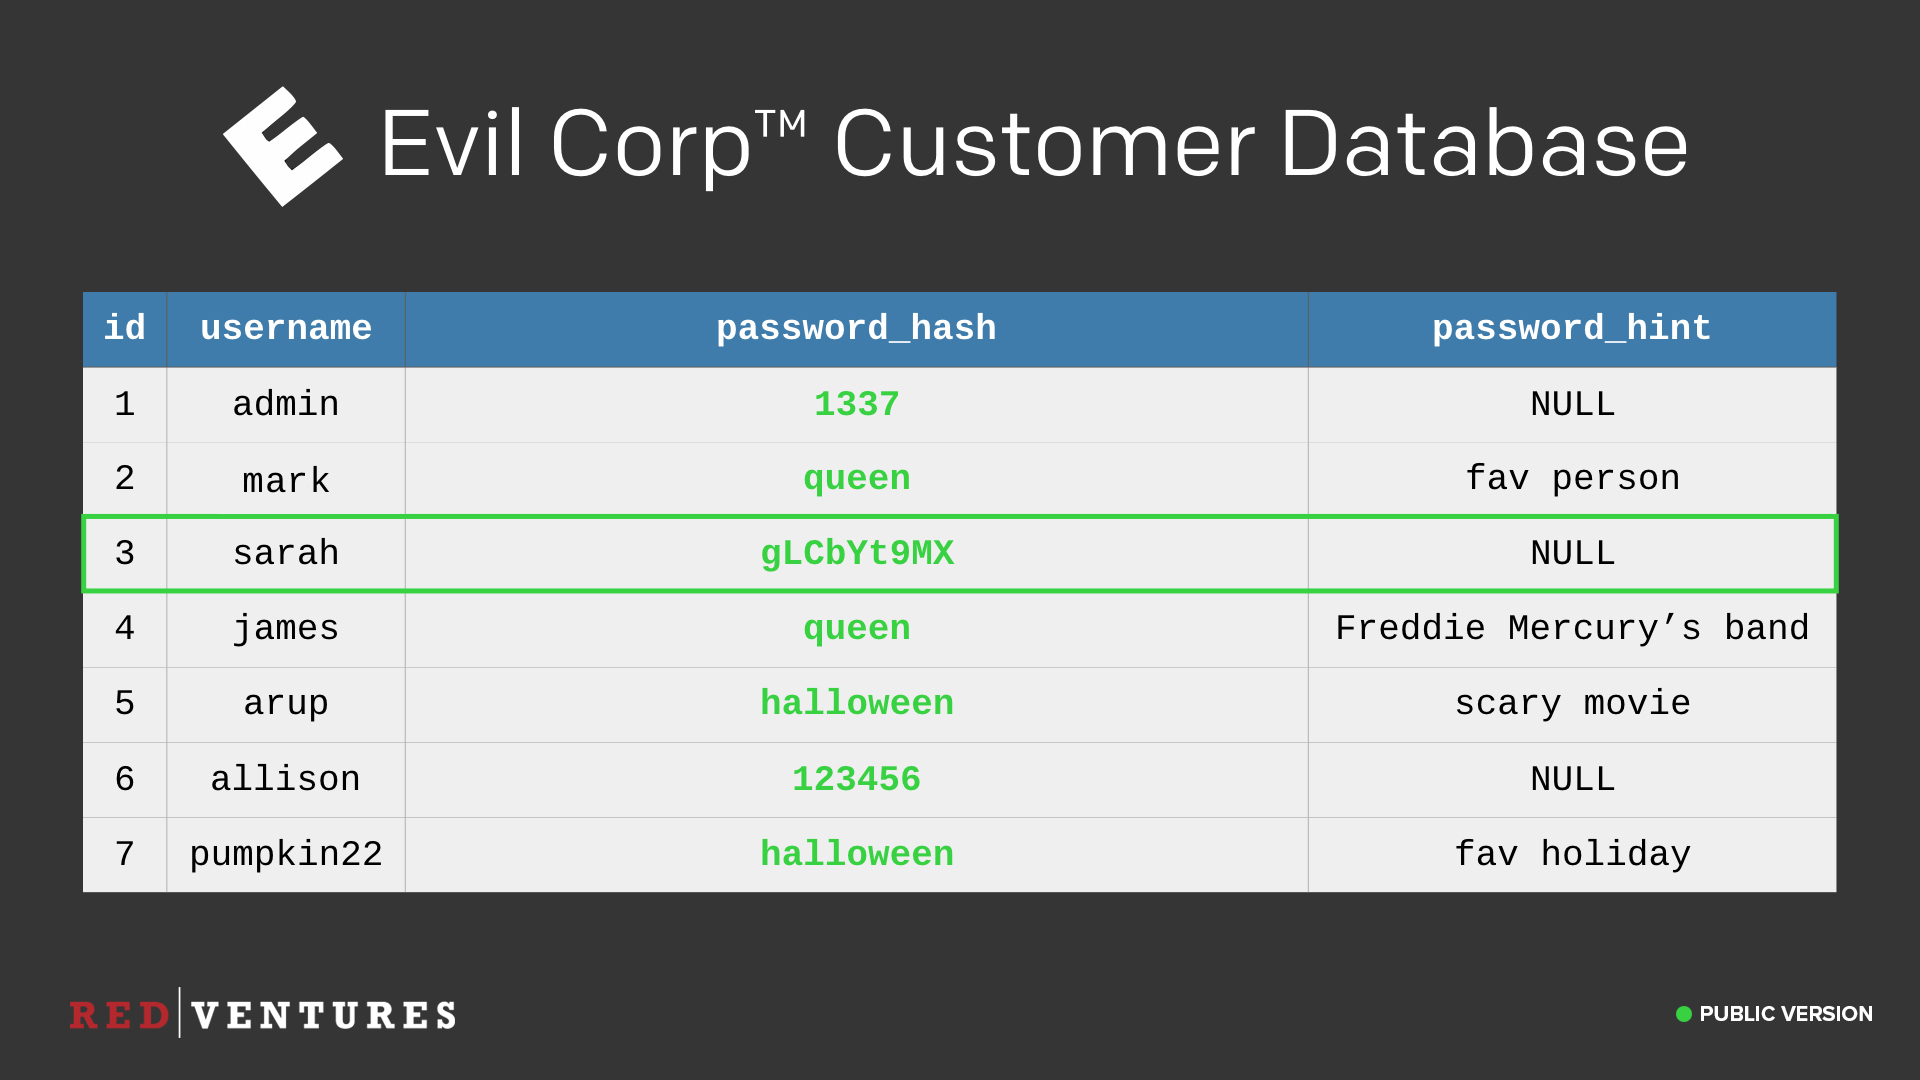 E Evil Corp™ Customer Database
id username password_hash password_hint
1 admin 1337 NULL
2 mark queen fav person
3 sarah gLCbYt9MX NULL
4 james queen Freddie Mercury’s band
5 arup halloween scary movie
6 allison 123456 NULL
7 pumpkin22 halloween fav holiday
RED VENTURES
PUBLIC VERSION